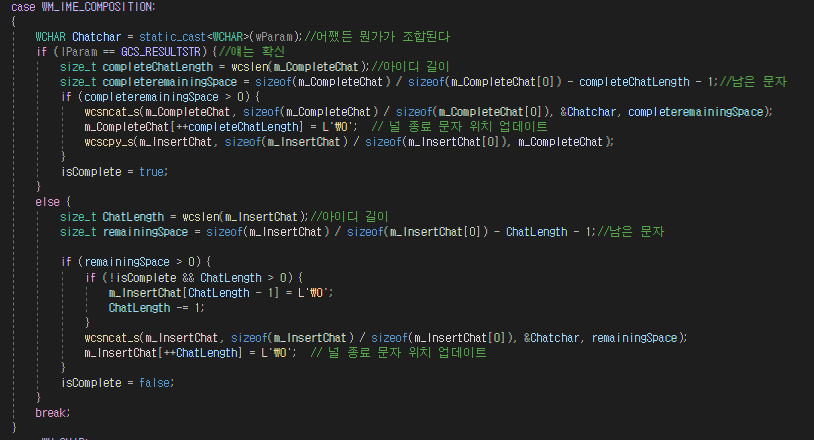 case WM_IME_COMPOSITION:
{
WCHAR Chatchar = static_cast<WCHAR>(wParam);//어쨌든 뭔가가 조합된다
if (lParam == GCS_RESULTSTR) {//얘는 확신
size_t completeChatLength = wcslen(m_CompleteChat);//아이디 길이
size_t completeremainingSpace = sizeof(m_CompleteChat) / sizeof(m_CompleteChat[0]) - completeChatLength - 1;//남은 문자
if (completeremainingSpace > 0) {
wcsncat_s(m_CompleteChat, sizeof(m_CompleteChat) / sizeof(m_CompleteChat[0]), &Chatchar, completeremainingSpace);
m_CompleteChat[++completeChatLength] = L'₩0';  // 널 종료 문자 위치 업데이트
wcscpy_s(m_InsertChat, sizeof(m_InsertChat) / sizeof(m_InsertChat[0]), m_CompleteChat);
}
isComplete = true;
}
else {
size_t ChatLength = wcslen(m_InsertChat);//아이디 길이
size_t remainingSpace = sizeof(m_InsertChat) / sizeof(m_InsertChat[0]) - ChatLength - 1;//남은 문자
if (remainingSpace > 0) {
if (!isComplete && ChatLength > 0) {
m_InsertChat[ChatLength - 1] = L'₩0';
ChatLength -= 1;
}
wcsncat_s(m_InsertChat, sizeof(m_InsertChat) / sizeof(m_InsertChat[0]), &Chatchar, remainingSpace);
m_InsertChat[++ChatLength] = L'₩0';  // 널 종료 문자 위치 업데이트
}
isComplete = false;
}
break;
}